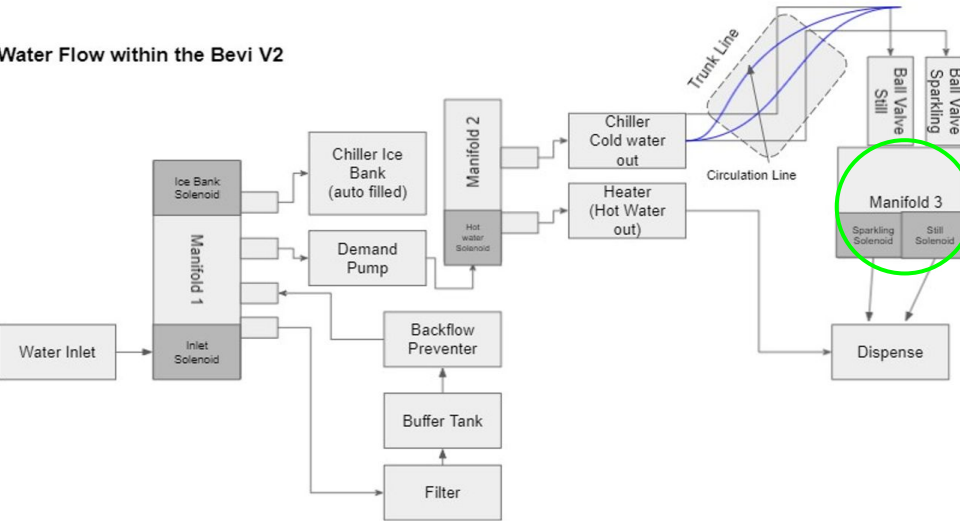 Water Flow within the Bevi V2
Trunk Line
Ball Valve
Still
Ball Valve
Sparkling
Manifold 2
Chiller
Cold water
out
Circulation Line
Chiller Ice
Bank
(auto filled)
Ice Bank
Solenoid
Heater
(Hot Water
out)
Manifold 3
Hot
water
Solenoid
Sparkling
Solenoid
Still
Solenoid
Manifold 1
Demand
Pump
Backflow
Preventer
Water Inlet
Inlet
Solenoid
Dispense
Buffer Tank
Filter